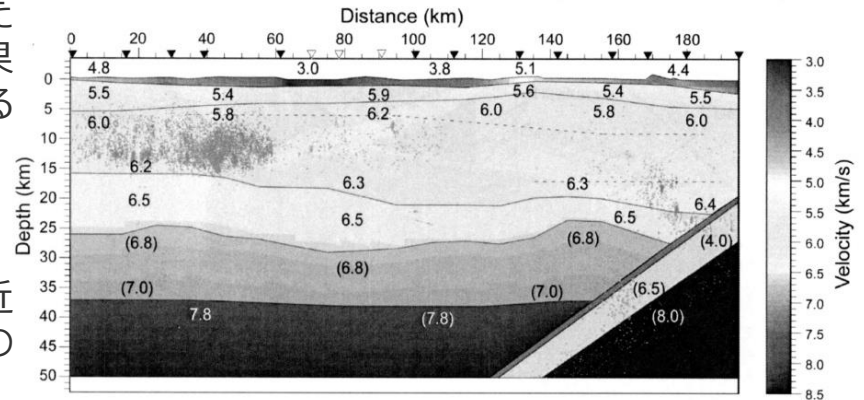 を
県
る
近
の
Distance (km)
0 20 40 60 80 100 120 140 160 180
4.8 3.0 3.8 5.1 4.4
0
5.5 5.4 5.9 5.6 5.4 5.5
5
6.0 5.8 6.2 6.0 5.8 6.0
10
15
6.2 6.3 6.3
20
6.5 6.5 6.5 6.4
25
(6.8) (6.8) (6.8) (4.0)
30
35
(7.0) (7.0) (6.5)
40
7.8 (7.8) (8.0)
45
50
Depth (km)
3.0
3.5
4.0
4.5
5.0
5.5
6.0
6.5
7.0
7.5
8.0
8.5
Velocity (km/s)